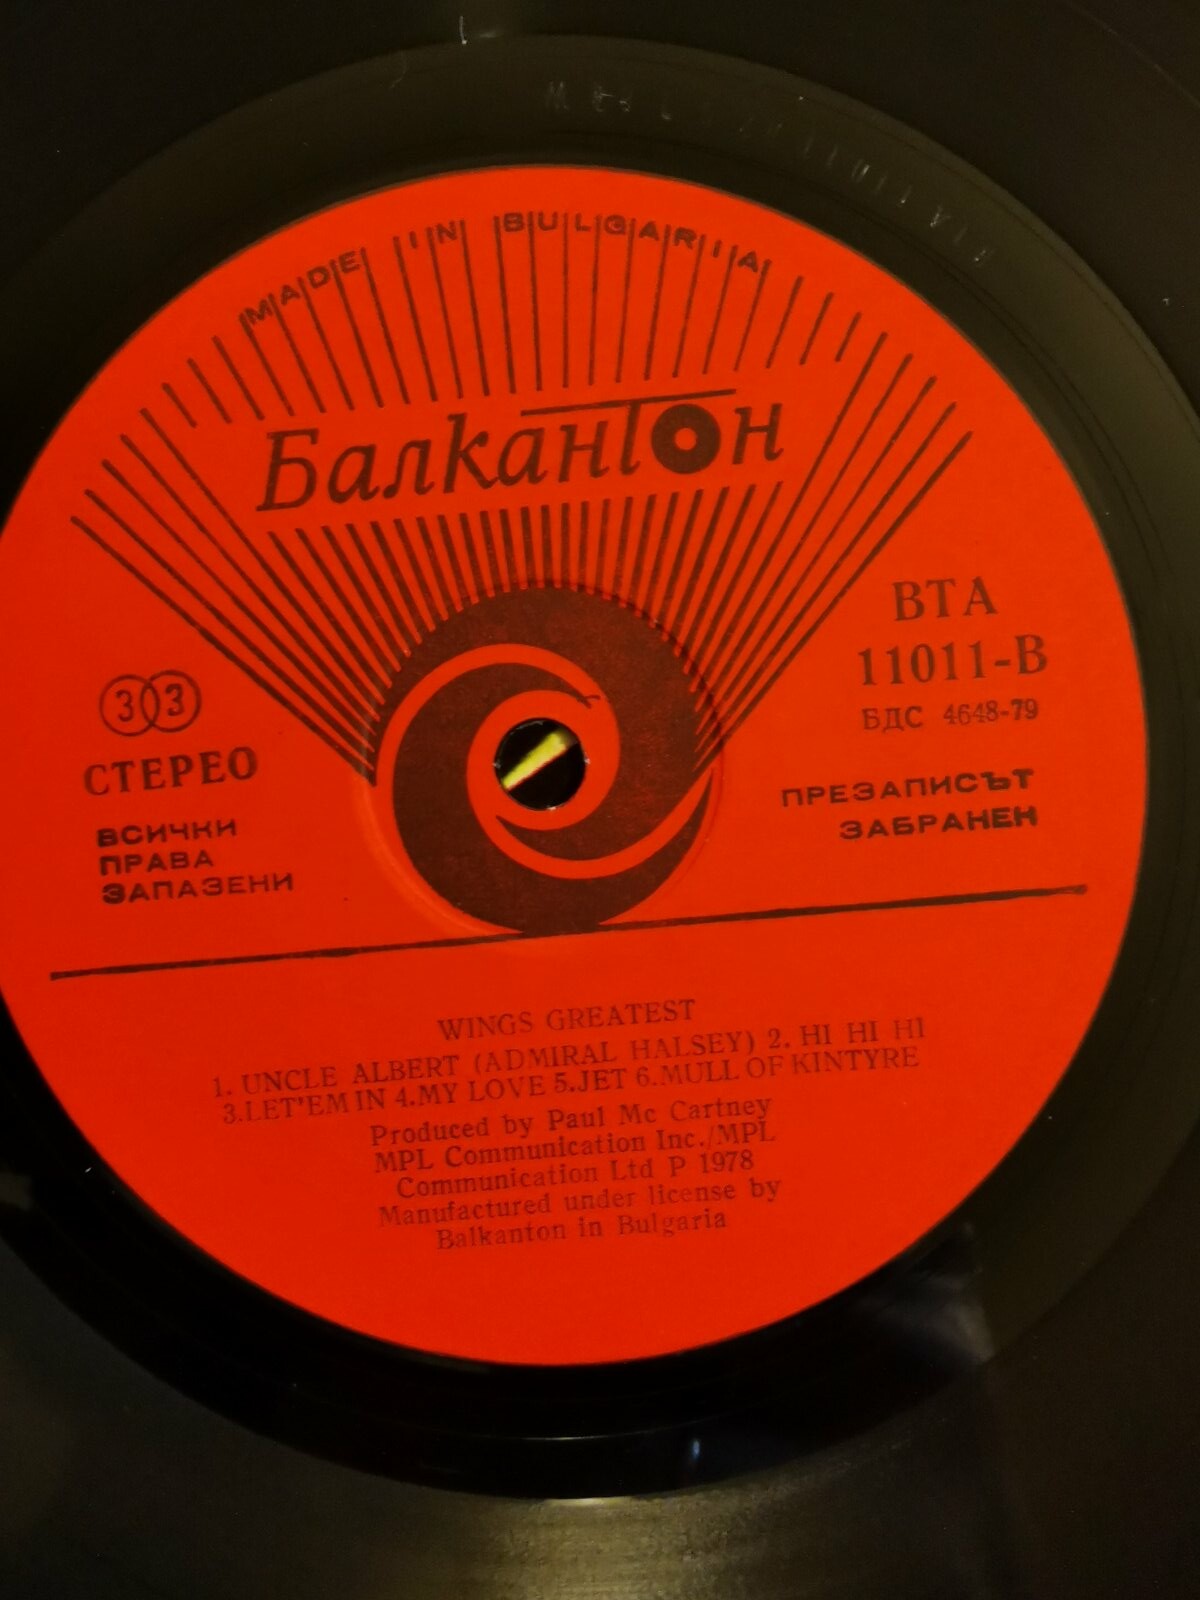 MADE IN BULGARIA
Балкантон
ВТА
11011-В
БДС 4648-79
33
СТЕРЕО
ВСИЧКИ
ПРАВА
ЗАПАЗЕНИ
ПРЕЗАПИСЪТ
ЗАБРАНЕН
WINGS GREATEST
1. UNCLE ALBERT (ADMIRAL HALSEY) 2. HI HI HI
3.LET'EM IN 4.MY LOVE 5.JET 6.MULL OF KINTYRE
Produced by Paul Mc Cartney
MPL Communication Inc./MPL
Communication Ltd P 1978
Manufactured under license by
Balkanton in Bulgaria